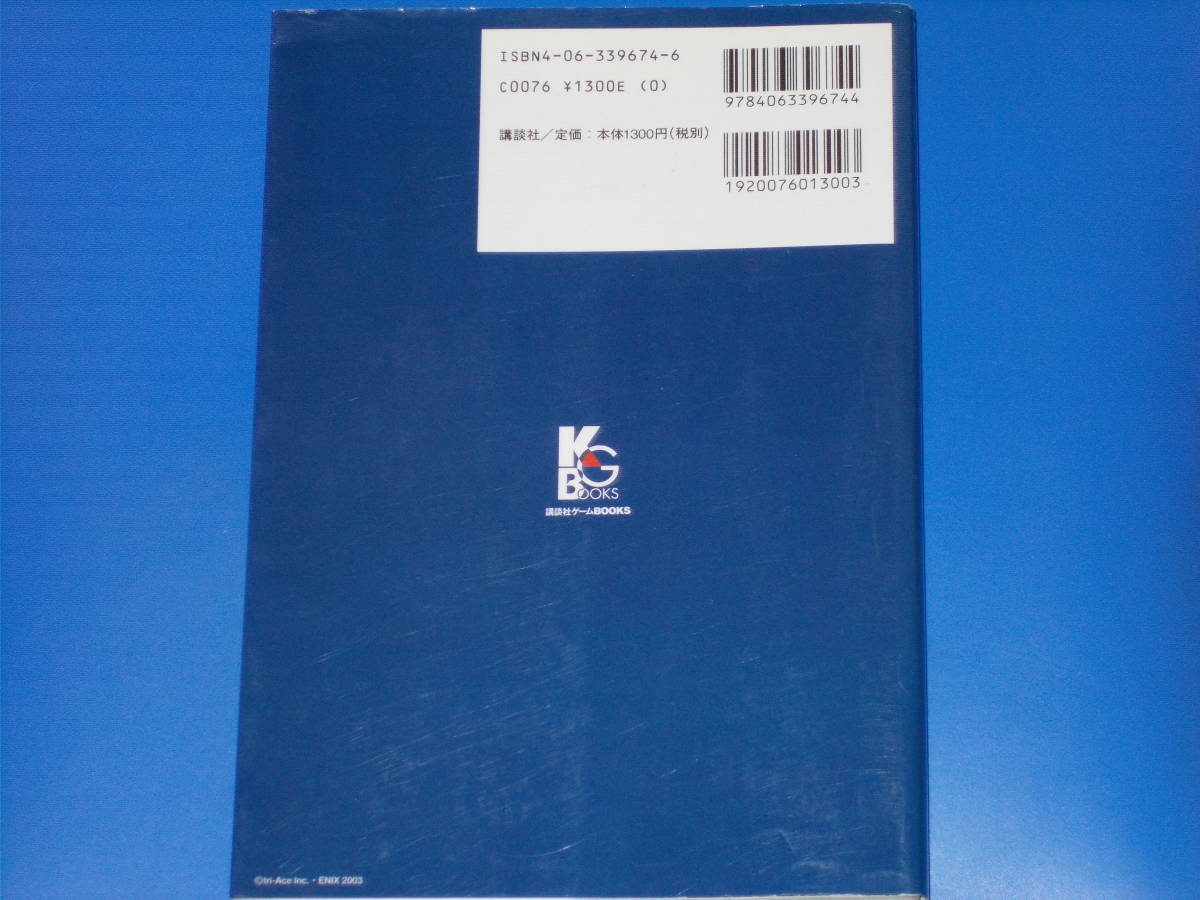 ISBN4-06-339674-6
C0076 ¥1300E (0)
講談社／定価：本体1300円(税別)
9784063396744
1920076013003
KG
BOOKS
講談社ゲームBOOKS
©tri-Ace Inc.・ENIX 2003